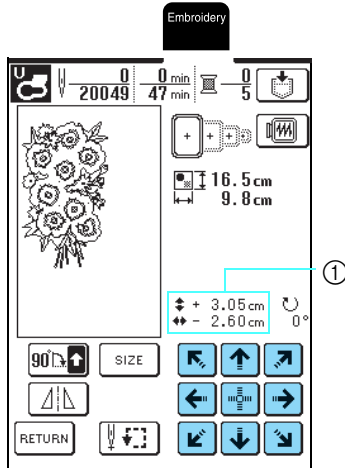 Embroidery
U
0 0 min 0
20049 47 min 5
16.5cm
9.8cm
1
+ 3.05cm
- 2.60cm 0°
90° SIZE
RETURN